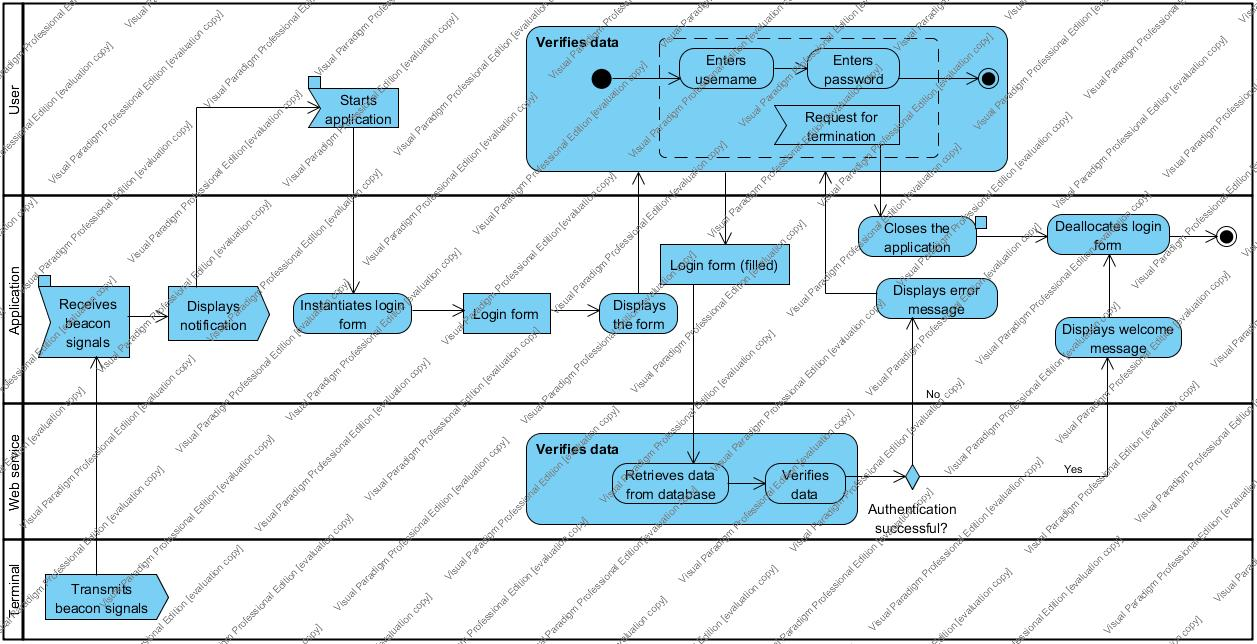 User
Verifies data
Enters
username
Enters
password
Request for
termination
Starts
application
Application
Receives
beacon
signals
Displays
notification
Instantiates login
form
Login form
Displays
the form
Login form (filled)
Closes the
application
Deallocates login
form
Displays error
message
Displays welcome
message
No
Web service
Verifies data
Retrieves data
from database
Verifies
data
Authentication
successful?
Yes
Terminal
Transmits
beacon signals
Visual Paradigm Professional Edition [evaluation copy]